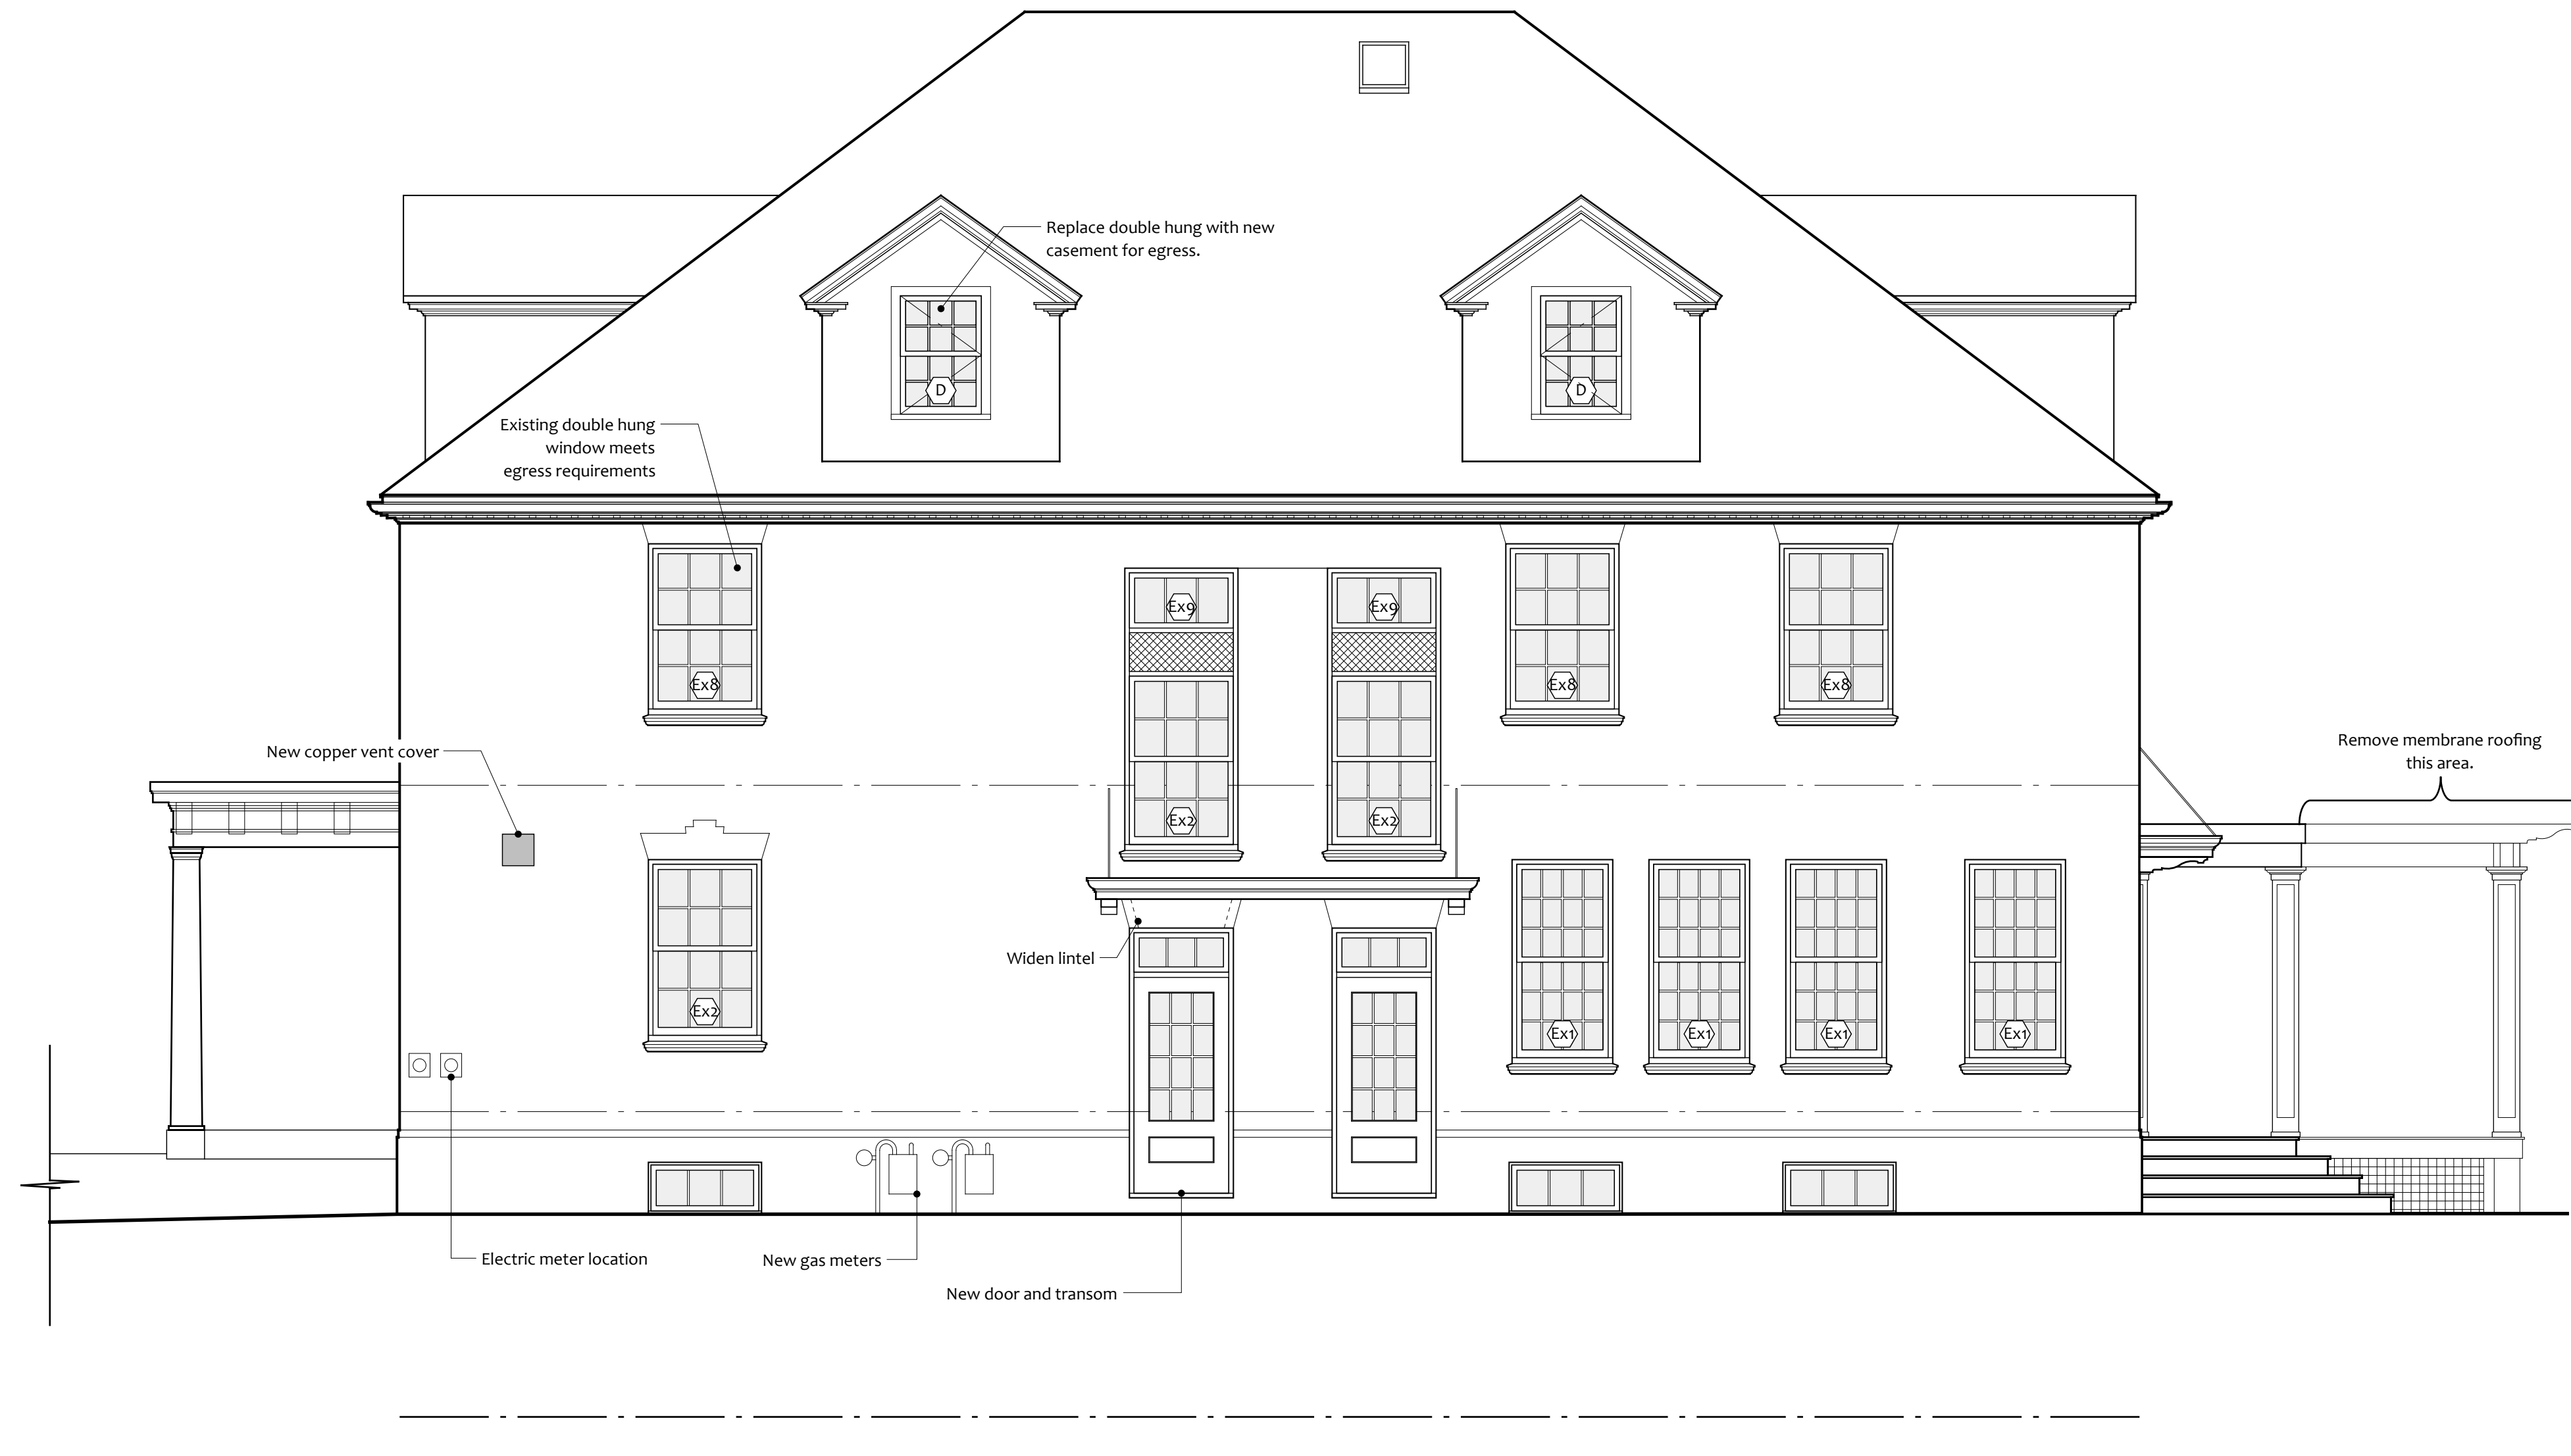 Replace double hung with new
casement for egress.
D
D
Existing double hung
window meets
egress requirements
Ex9
Ex9
Ex8
Ex8
Ex8
New copper vent cover
Remove membrane roofing
this area.
Ex2
Ex2
Widen lintel
Ex2
Ex1
Ex1
Ex1
Ex1
Electric meter location
New gas meters
New door and transom